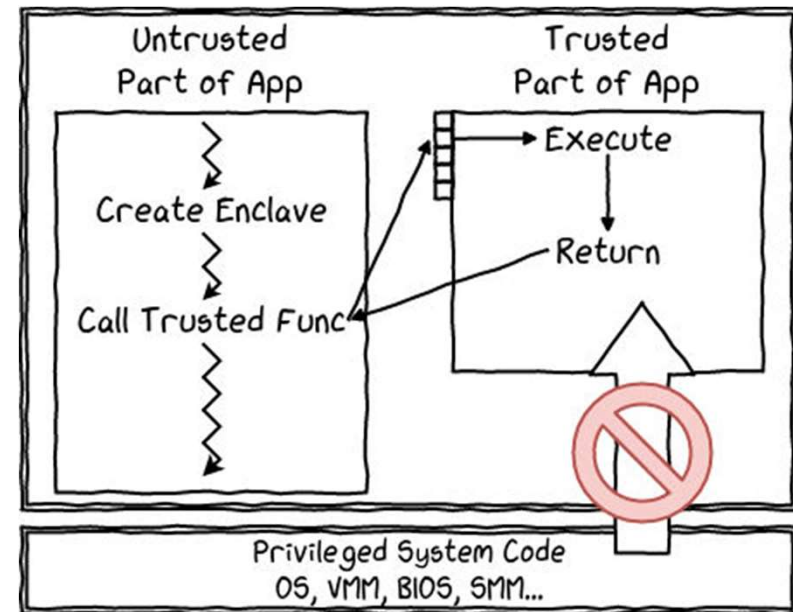 Untrusted
Part of App
Trusted
Part of App
Create Enclave
Call Trusted Func
Execute
Return
Privileged System Code
OS, VMM, BIOS, SMM...